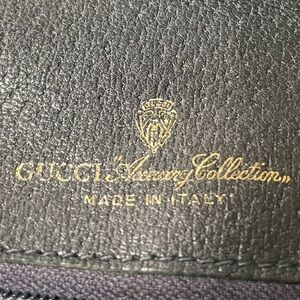 GUCCI "Accessory Collection„
MADE IN ITALY